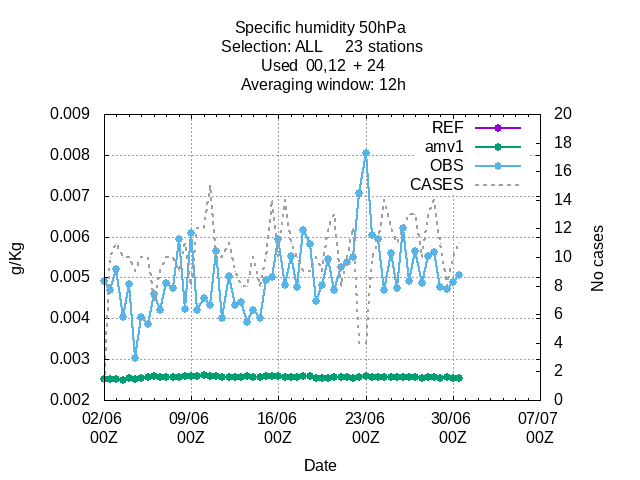 Specific humidity 50hPa
Selection: ALL 23 stations
Used 00,12 + 24
Averaging window: 12h
0.009
0.008
0.007
0.006
0.005
0.004
0.003
0.002
g/Kg
20
18
16
14
12
10
8
6
4
2
0
No cases
REF
amv1
OBS
CASES
02/06 09/06 16/06 23/06 30/06 07/07
00Z 00Z 00Z 00Z 00Z 00Z
Date